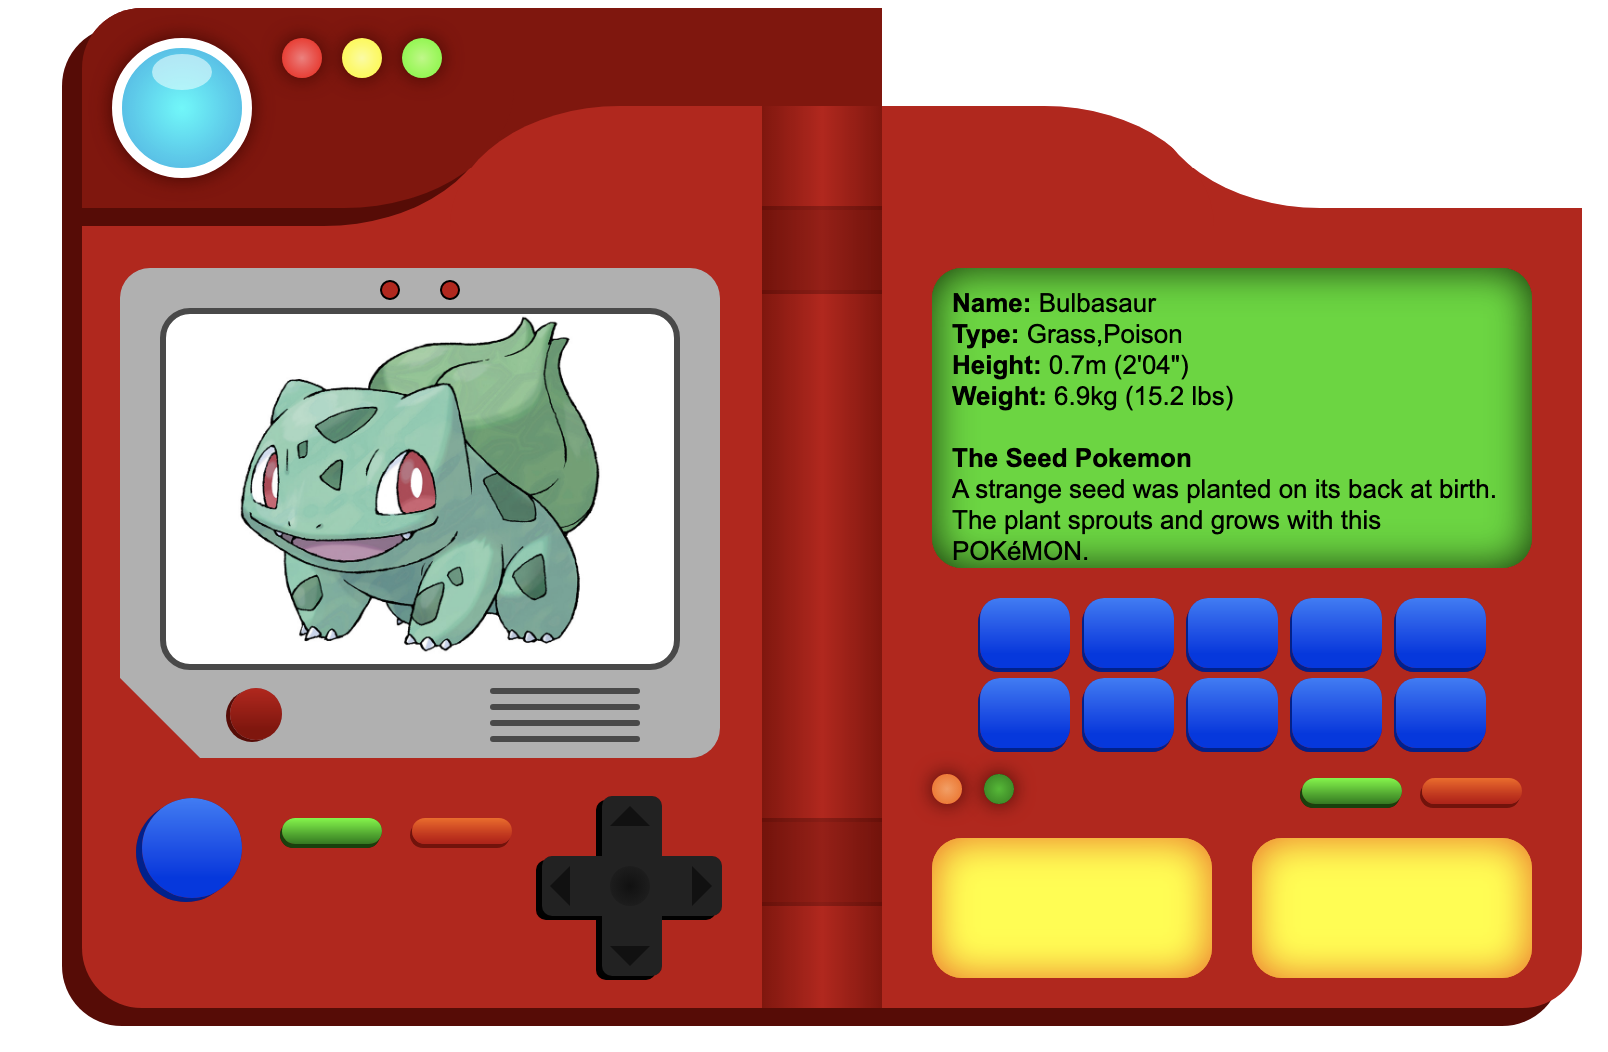 Name: Bulbasaur
Type: Grass,Poison
Height: 0.7m (2'04")
Weight: 6.9kg (15.2 lbs)
The Seed Pokemon
A strange seed was planted on its back at birth.
The plant sprouts and grows with this
POKéMON.